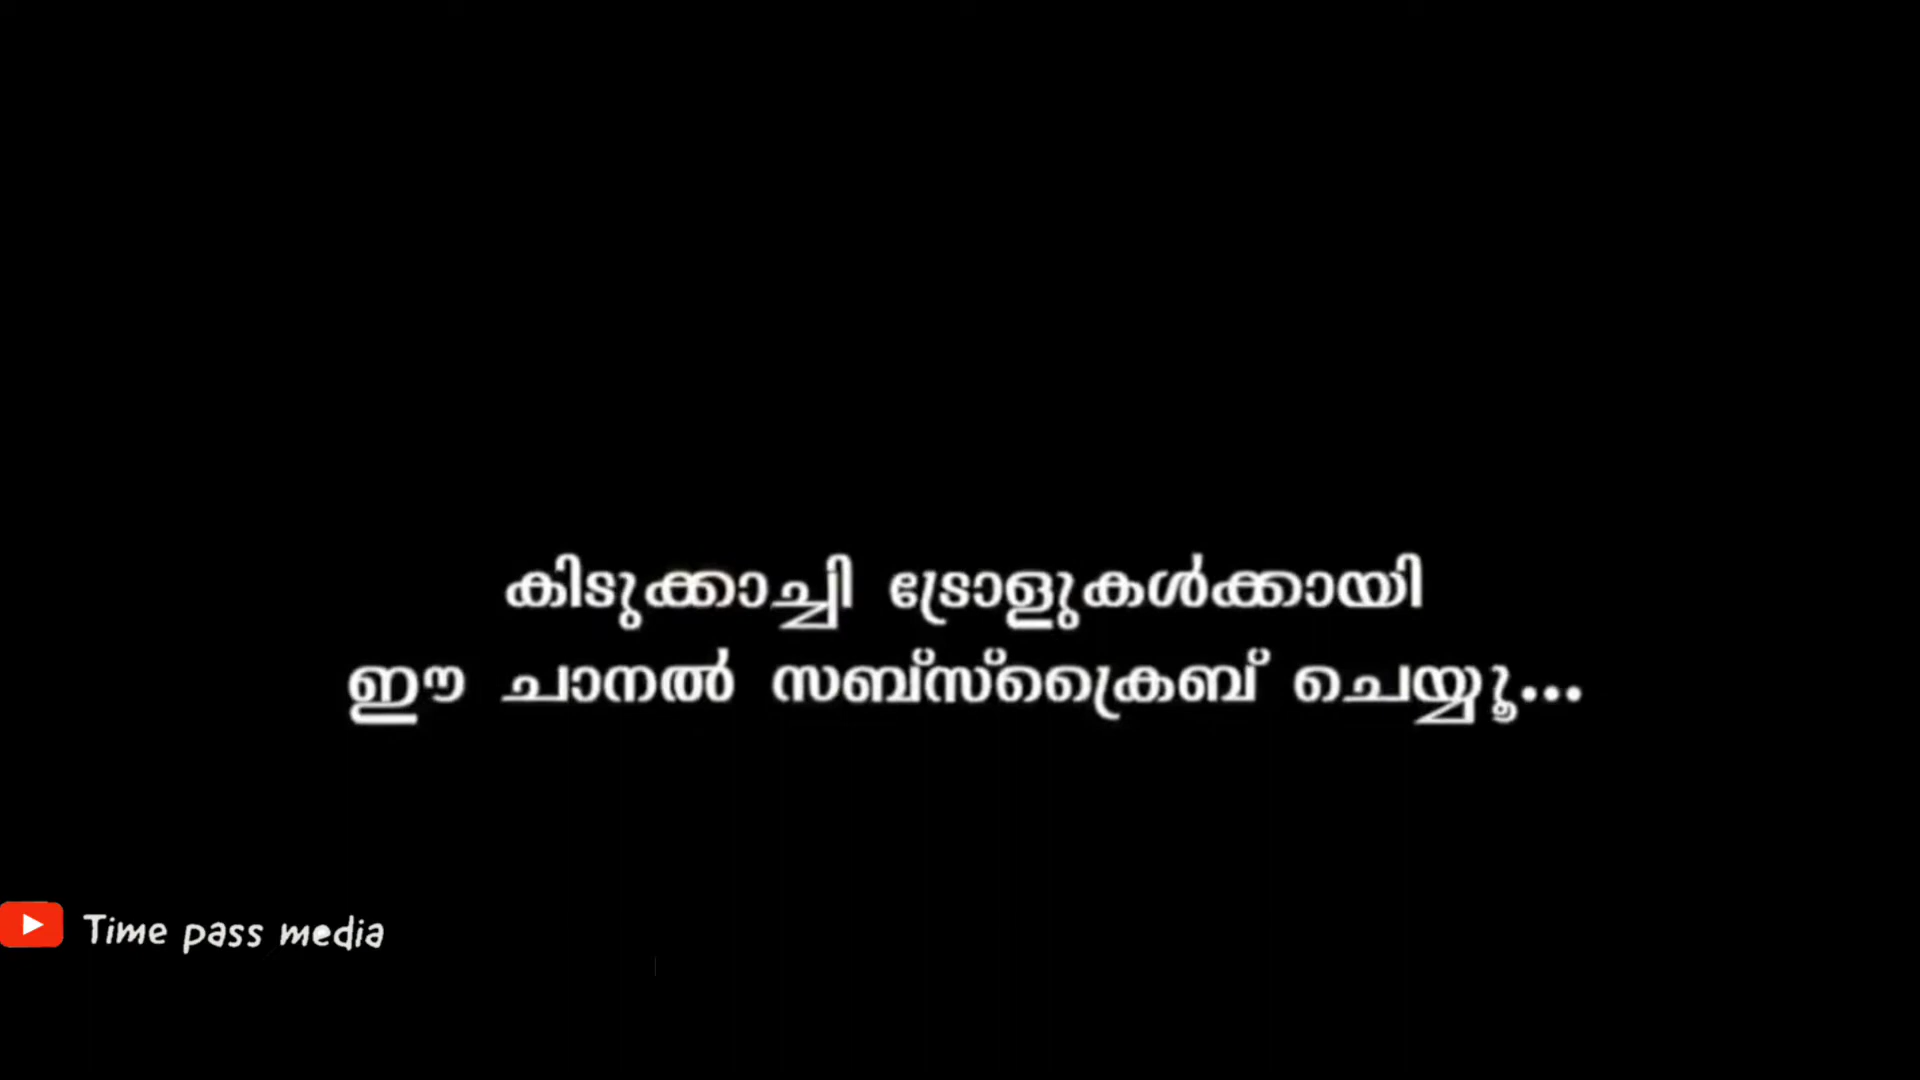 കിടുക്കാച്ചി ട്രോളുകൾക്കായി
ഈ ചാനൽ സബ്സ്ക്രൈബ് ചെയ്യൂ...
Time pass media